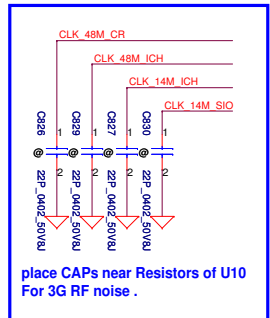 CLK_48M_CR
CLK_48M_ICH
CLK_14M_ICH
CLK_14M_SIO
C828
C829
C827
C830
1
1
1
1
@
@
@
@
2
2
2
2
22P_0402_50V8J
22P_0402_50V8J
22P_0402_50V8J
22P_0402_50V8J
place CAPs near Resistors of U10
For 3G RF noise .